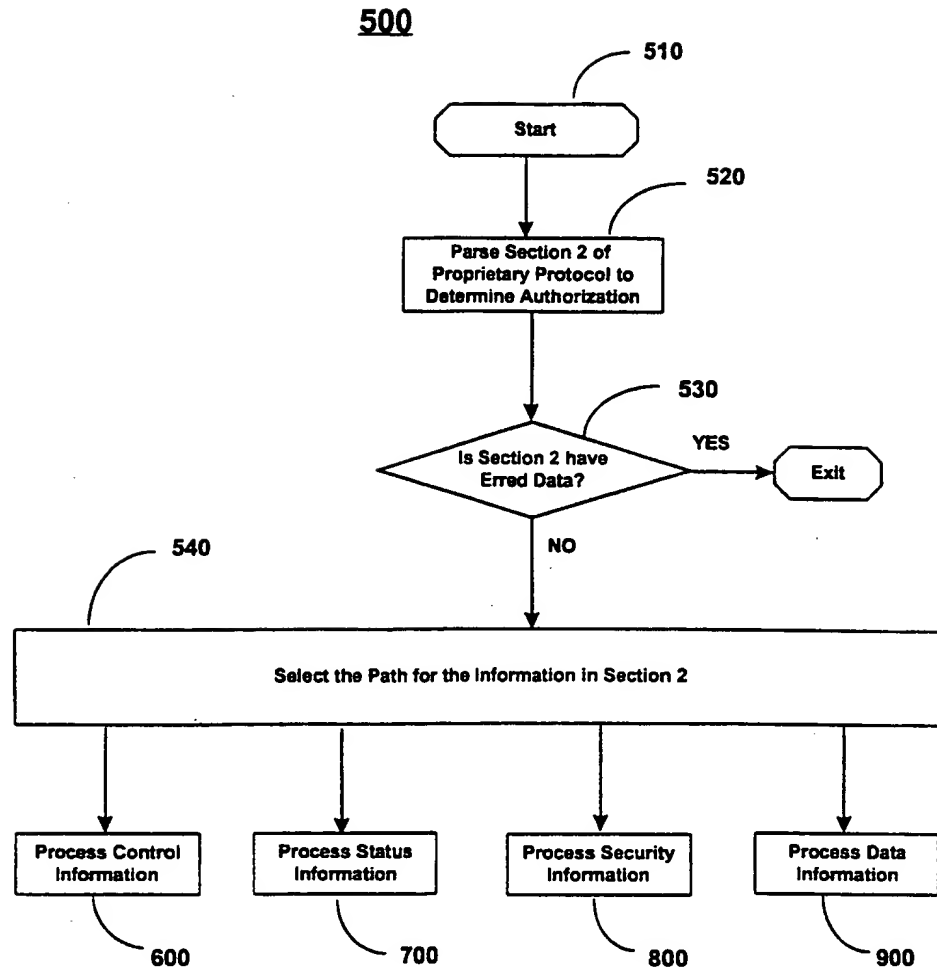 500
510
Start
520
Parse Section 2 of
Proprietary Protocol to
Determine Authorization
530
Is Section 2 have
Erred Data?
YES
Exit
NO
540
Select the Path for the Information in Section 2
Process Control
Information
Process Status
Information
Process Security
Information
Process Data
Information
600
700
800
900